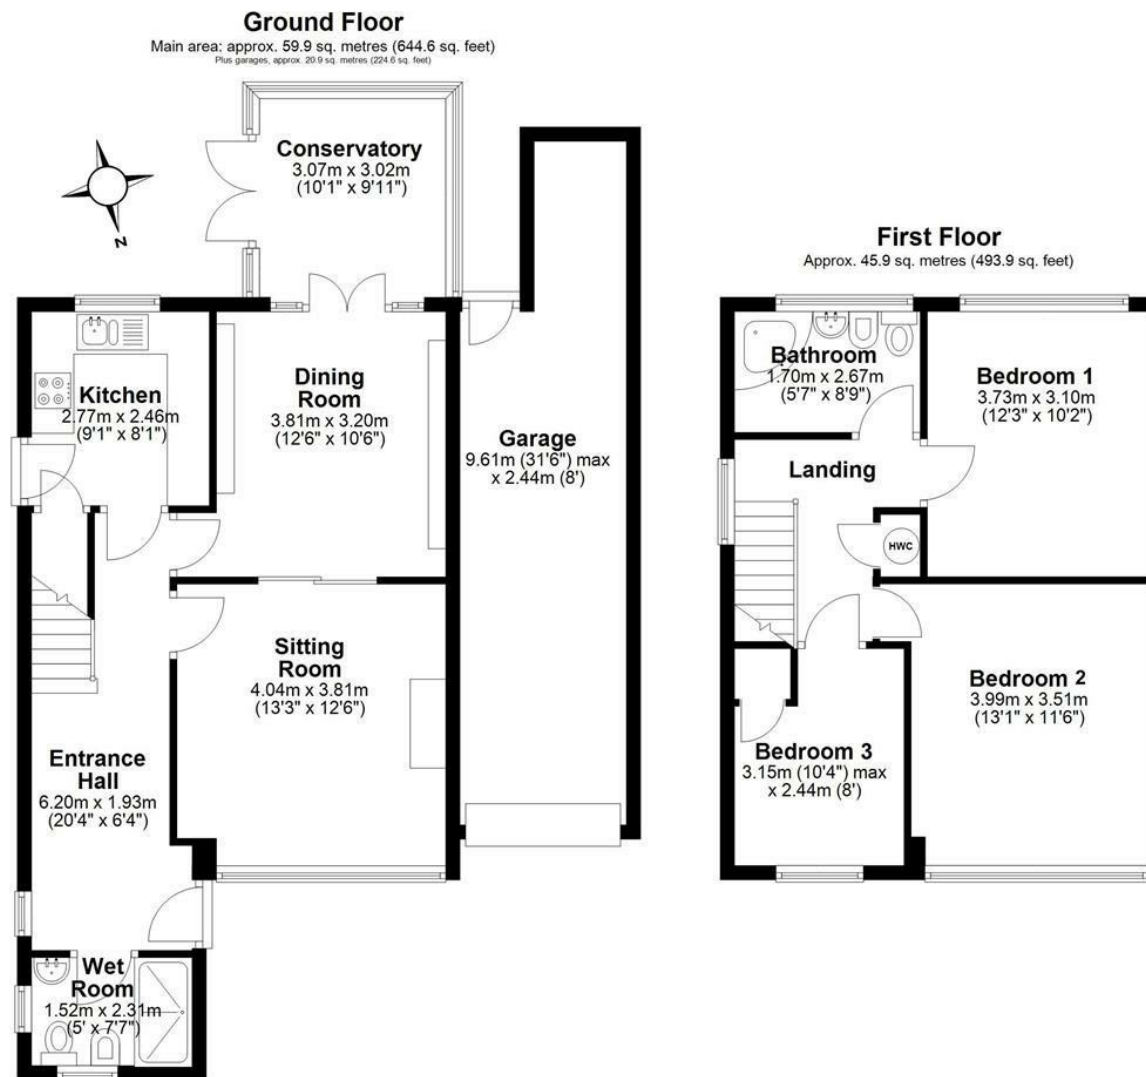 Ground Floor
Main area: approx. 59.9 sq. metres (644.6 sq. feet)
Plus garages, approx. 20.9 sq. metres (224.6 sq. feet)
Conservatory
3.07m x 3.02m
(10'1" x 9'11")
N
Kitchen
2.77m x 2.46m
(9'1" x 8'1")
Dining
Room
3.81m x 3.20m
(12'6" x 10'6")
Garage
9.61m (31'6") max
x 2.44m (8')
Sitting
Room
4.04m x 3.81m
(13'3" x 12'6")
Entrance
Hall
6.20m x 1.93m
(20'4" x 6'4")
Wet
Room
1.52m x 2.31m
(5' x 7'7")
First Floor
Approx. 45.9 sq. metres (493.9 sq. feet)
Bathroom
1.70m x 2.67m
(5'7" x 8'9")
Bedroom 1
3.73m x 3.10m
(12'3" x 10'2")
Landing
HWC
Bedroom 2
3.99m x 3.51m
(13'1" x 11'6")
Bedroom 3
3.15m (10'4") max
x 2.44m (8')